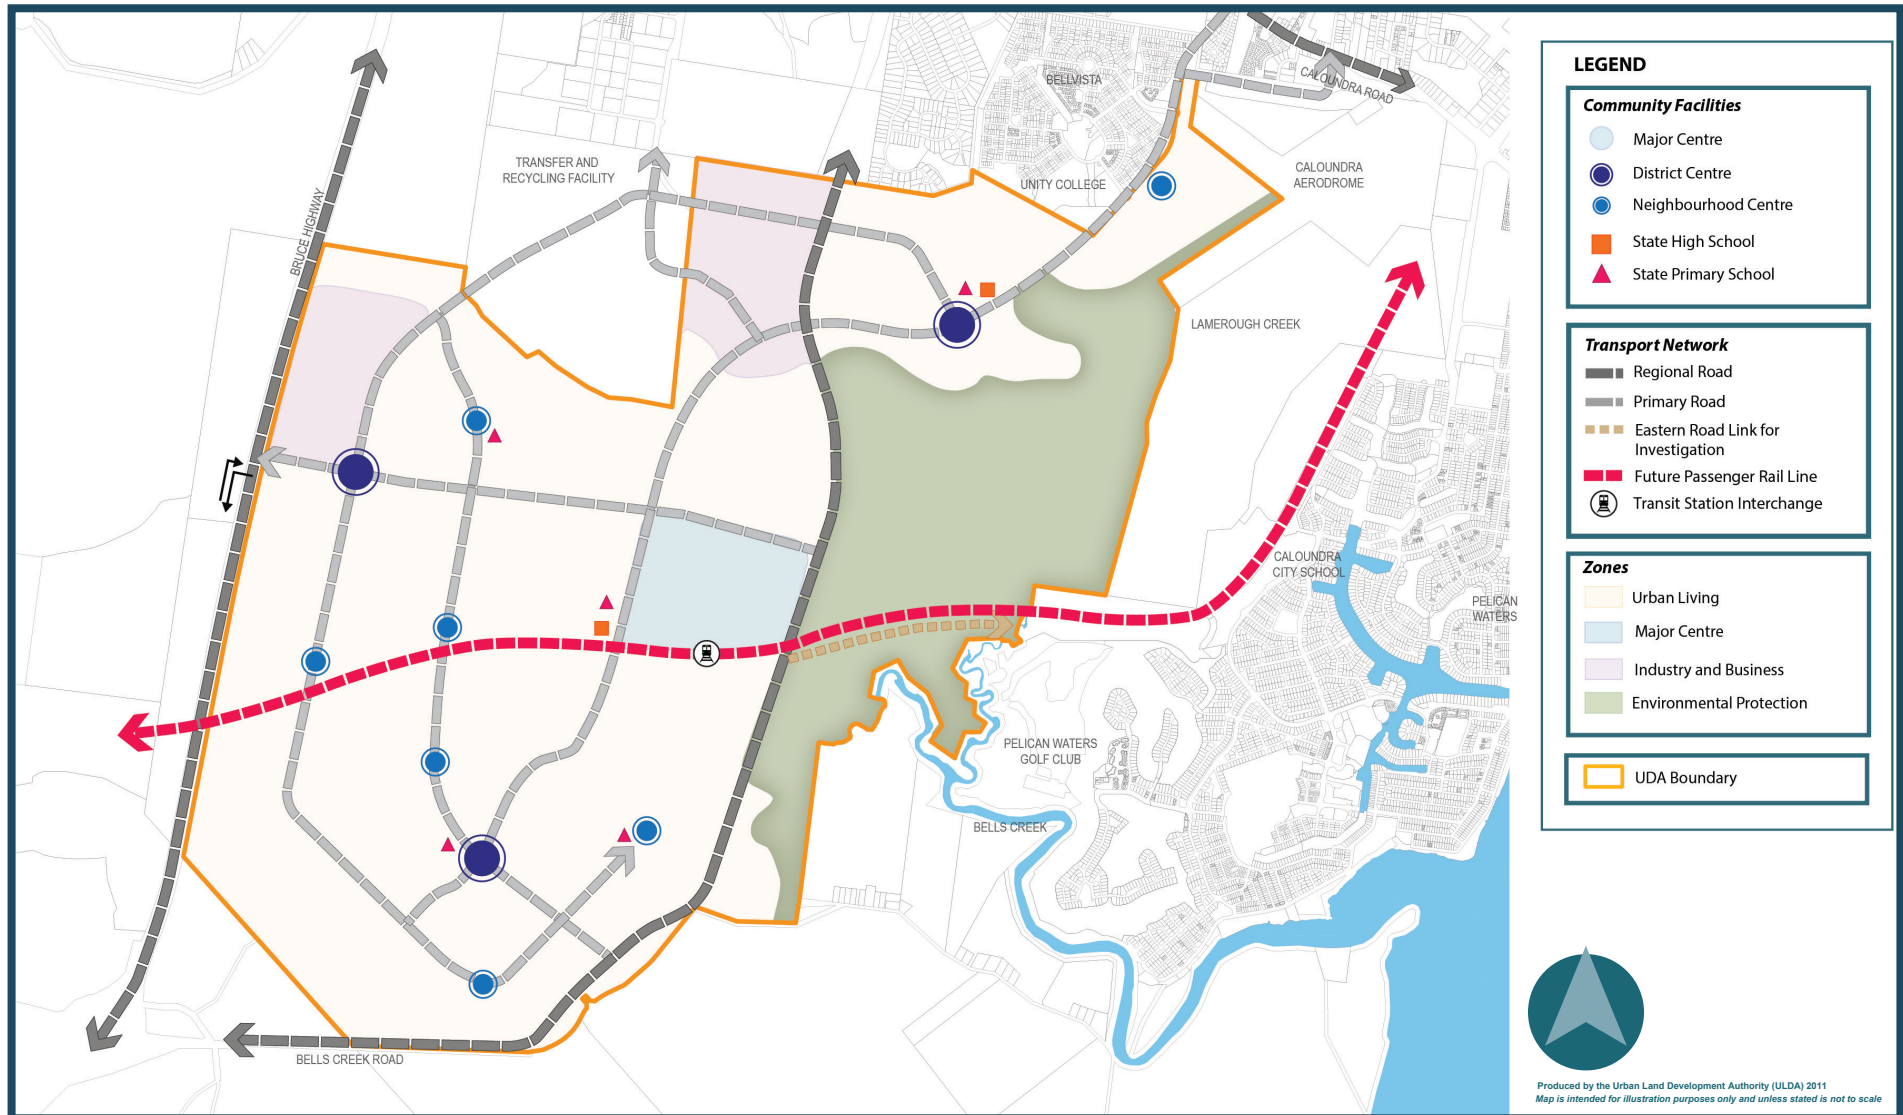 BELLVISTA
CALOUNDRA ROAD
TRANSFER AND
RECYCLING FACILITY
UNITY COLLEGE
CALOUNDRA
AERODROME
BRUCE HIGHWAY
LAMEROUGH CREEK
CALOUNDRA
CITY SCHOOL
PELICAN
WATERS
PELICAN WATERS
GOLF CLUB
BELLS CREEK
BELLS CREEK ROAD
LEGEND
Community Facilities
Major Centre
District Centre
Neighbourhood Centre
State High School
State Primary School
Transport Network
Regional Road
Primary Road
Eastern Road Link for
Investigation
Future Passenger Rail Line
Transit Station Interchange
Zones
Urban Living
Major Centre
Industry and Business
Environmental Protection
UDA Boundary
Produced by the Urban Land Development Authority (ULDA) 2011
Map is intended for illustration purposes only and unless stated is not to scale